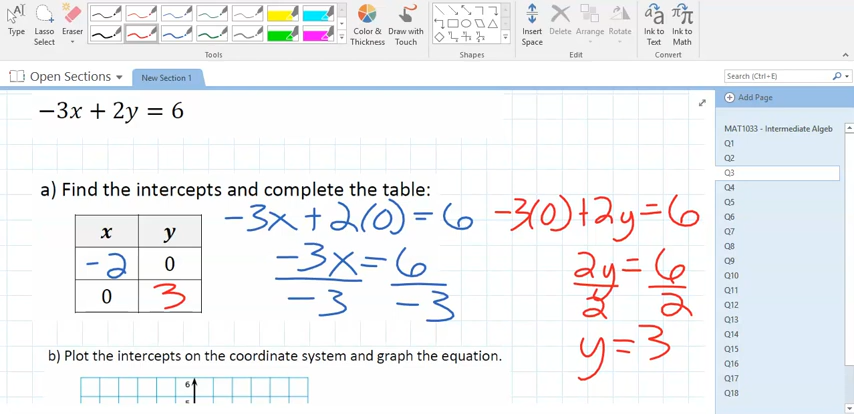 Type
Lasso
Select
Eraser
Color &
Thickness
Draw with
Touch
Insert
Space
Delete
Arrange
Rotate
Ink to
Text
Ink to
Math
Tools
Shapes
Edit
Convert
Open Sections
New Section 1
Search (Ctrl+E)
Add Page
MAT1033 - Intermediate Algeb
Q1
Q2
Q3
Q4
Q5
Q6
Q7
Q8
Q9
Q10
Q11
Q12
Q13
Q14
Q15
Q16
Q17
Q18
−3x + 2y = 6
a) Find the intercepts and complete the table:
x y
-2 0
0 3
-3x + 2(0) = 6
-3x = 6
-3 -3
-3(0) + 2y = 6
2y = 6
2 2
y = 3
b) Plot the intercepts on the coordinate system and graph the equation.
6